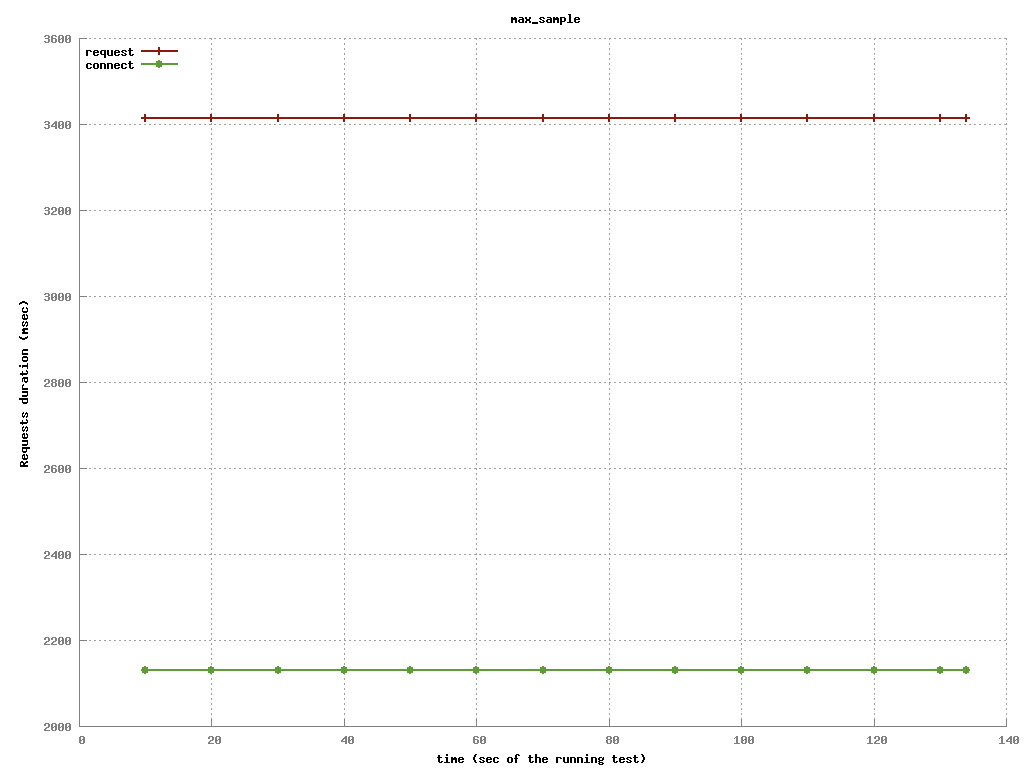 max_sample
3600
request
connect
3400
3200
3000
2800
2600
2400
2200
2000
Requests duration (msec)
0 20 40 60 80 100 120 140
time (sec of the running test)